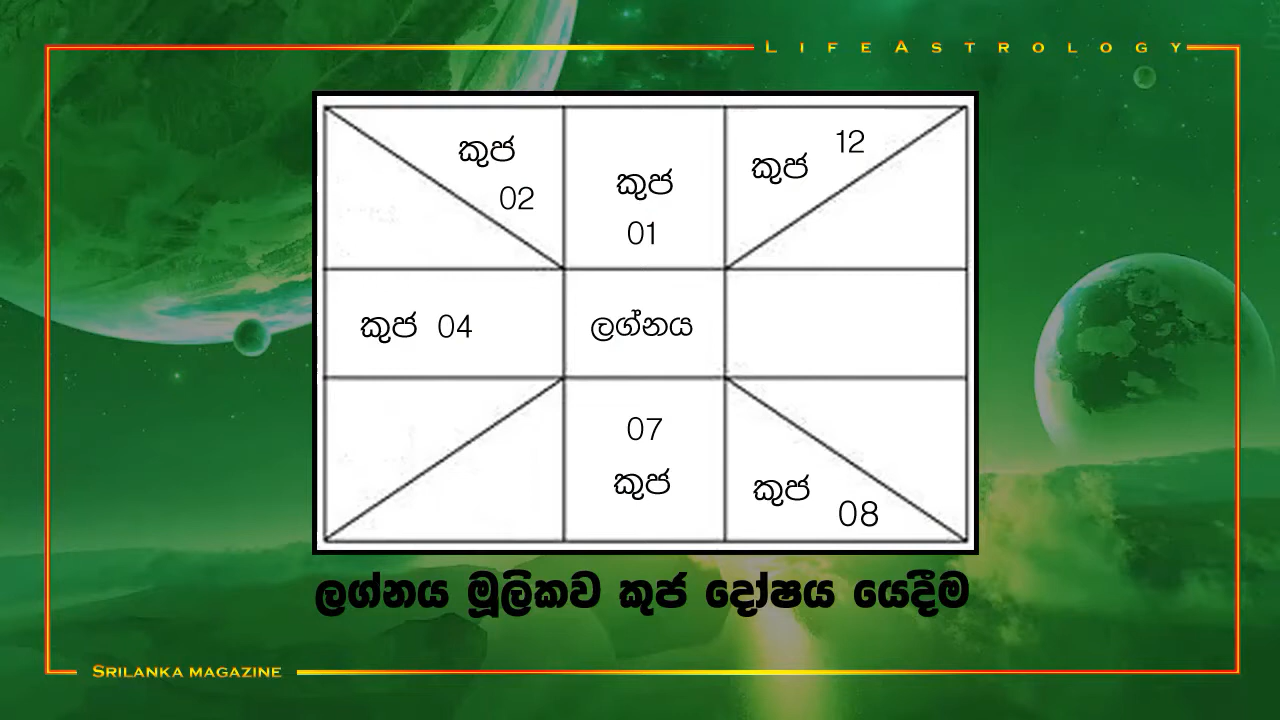 LIFEASTROLOGY
කුජ
02
කුජ
01
කුජ
12
කුජ 04
ලග්නය
07
කුජ
කුජ
08
ලග්නය මූලිකව කුජ දෝෂය යෙදීම
SRILANKA MAGAZINE